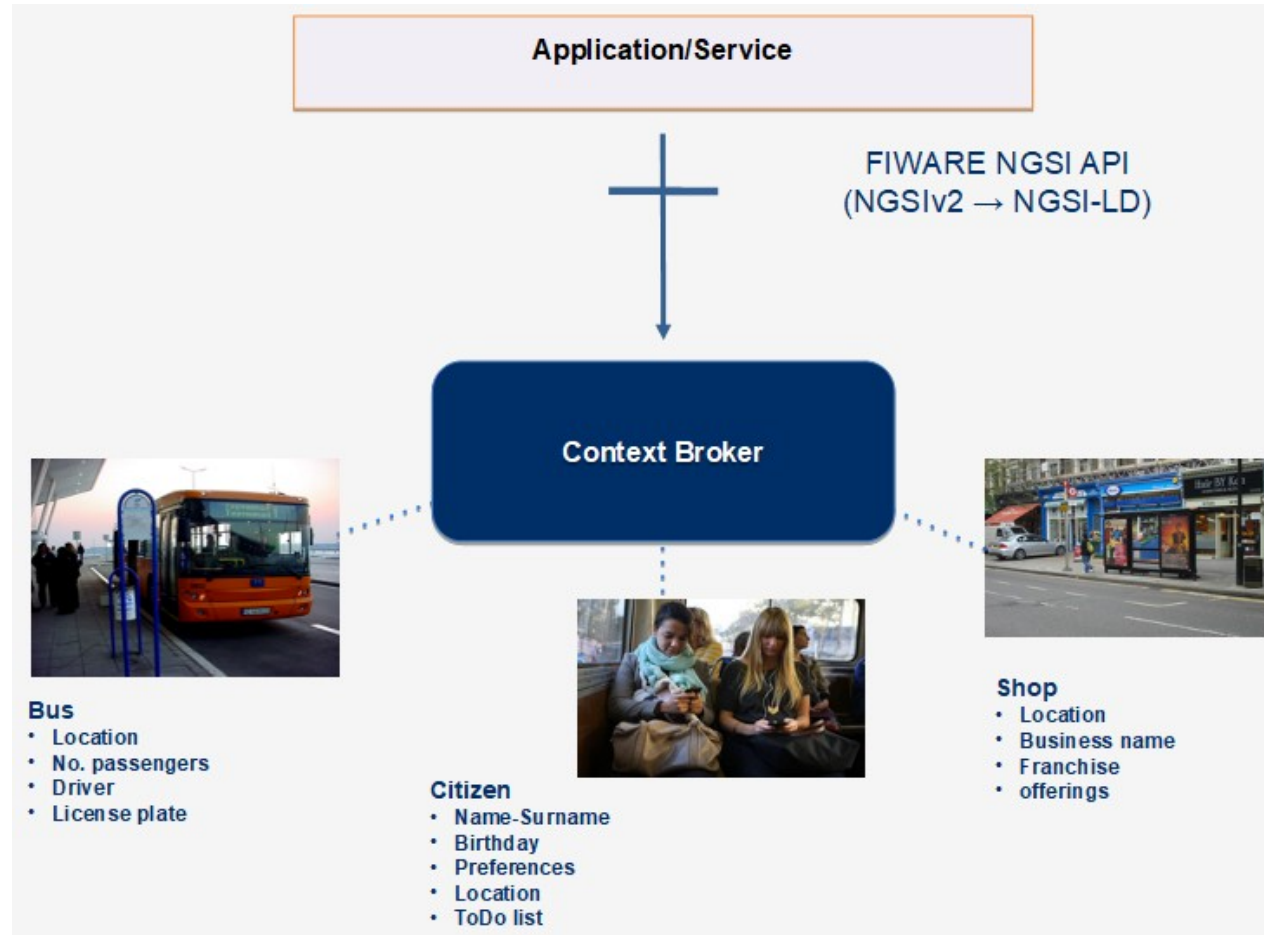 Application/Service
FIWARE NGSI API
(NGSIv2 → NGSI-LD)
Context Broker
Bus
• Location
• No. passengers
• Driver
• License plate
Citizen
• Name-Surname
• Birthday
• Preferences
• Location
• ToDo list
Shop
• Location
• Business name
• Franchise
• offerings